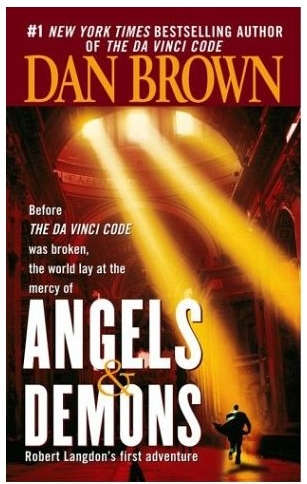 #1 NEW YORK TIMES BESTSELLING AUTHOR
OF THE DA VINCI CODE
DAN BROWN
Before
THE DA VINCI CODE
was broken,
the world lay at the
mercy of
ANGELS
&
DEMONS
Robert Langdon's first adventure